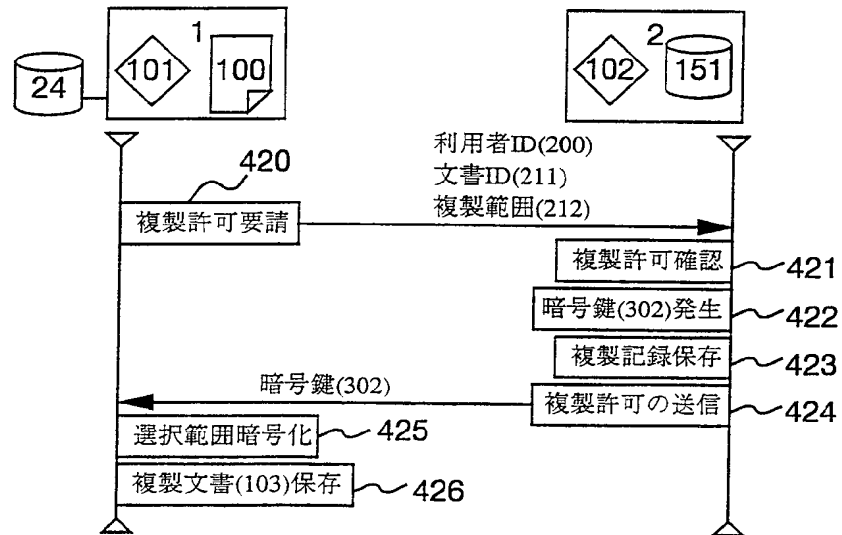 1
2
24
101
100
102
151
利用者ID(200)
文書ID(211)
複製範囲(212)
420
複製許可要請
複製許可確認
421
暗号鍵(302)発生
422
複製記録保存
423
暗号鍵(302)
複製許可の送信
424
選択範囲暗号化
425
複製文書(103)保存
426